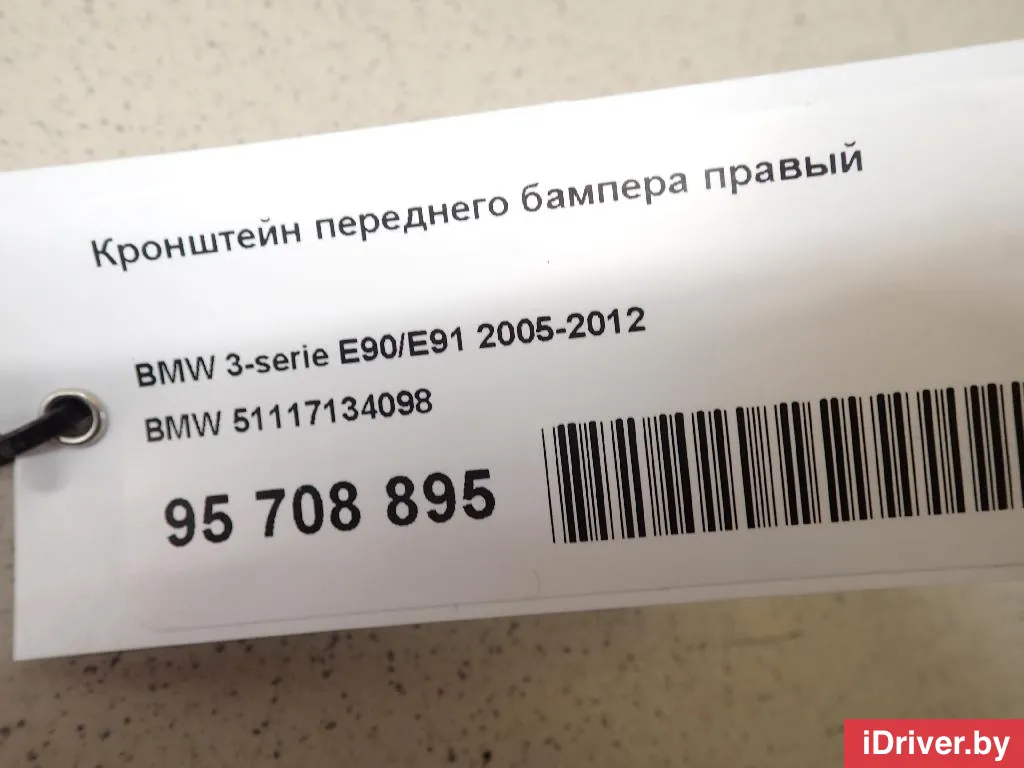 Кронштейн переднего бампера правый
BMW 3-serie E90/E91 2005-2012
BMW 51117134098
95 708 895
iDriver.by